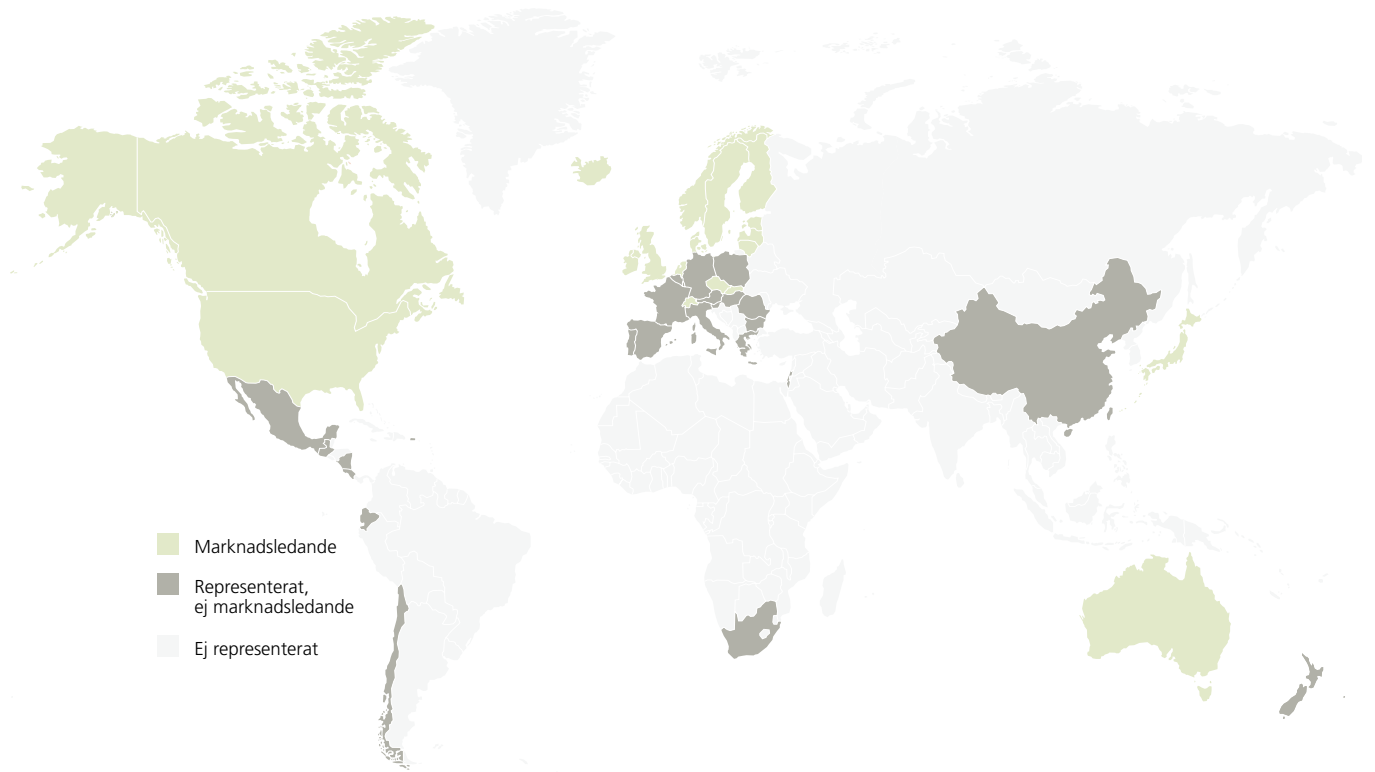 Marknadsledande
Representerat,
ej marknadsledande
Ej representerat